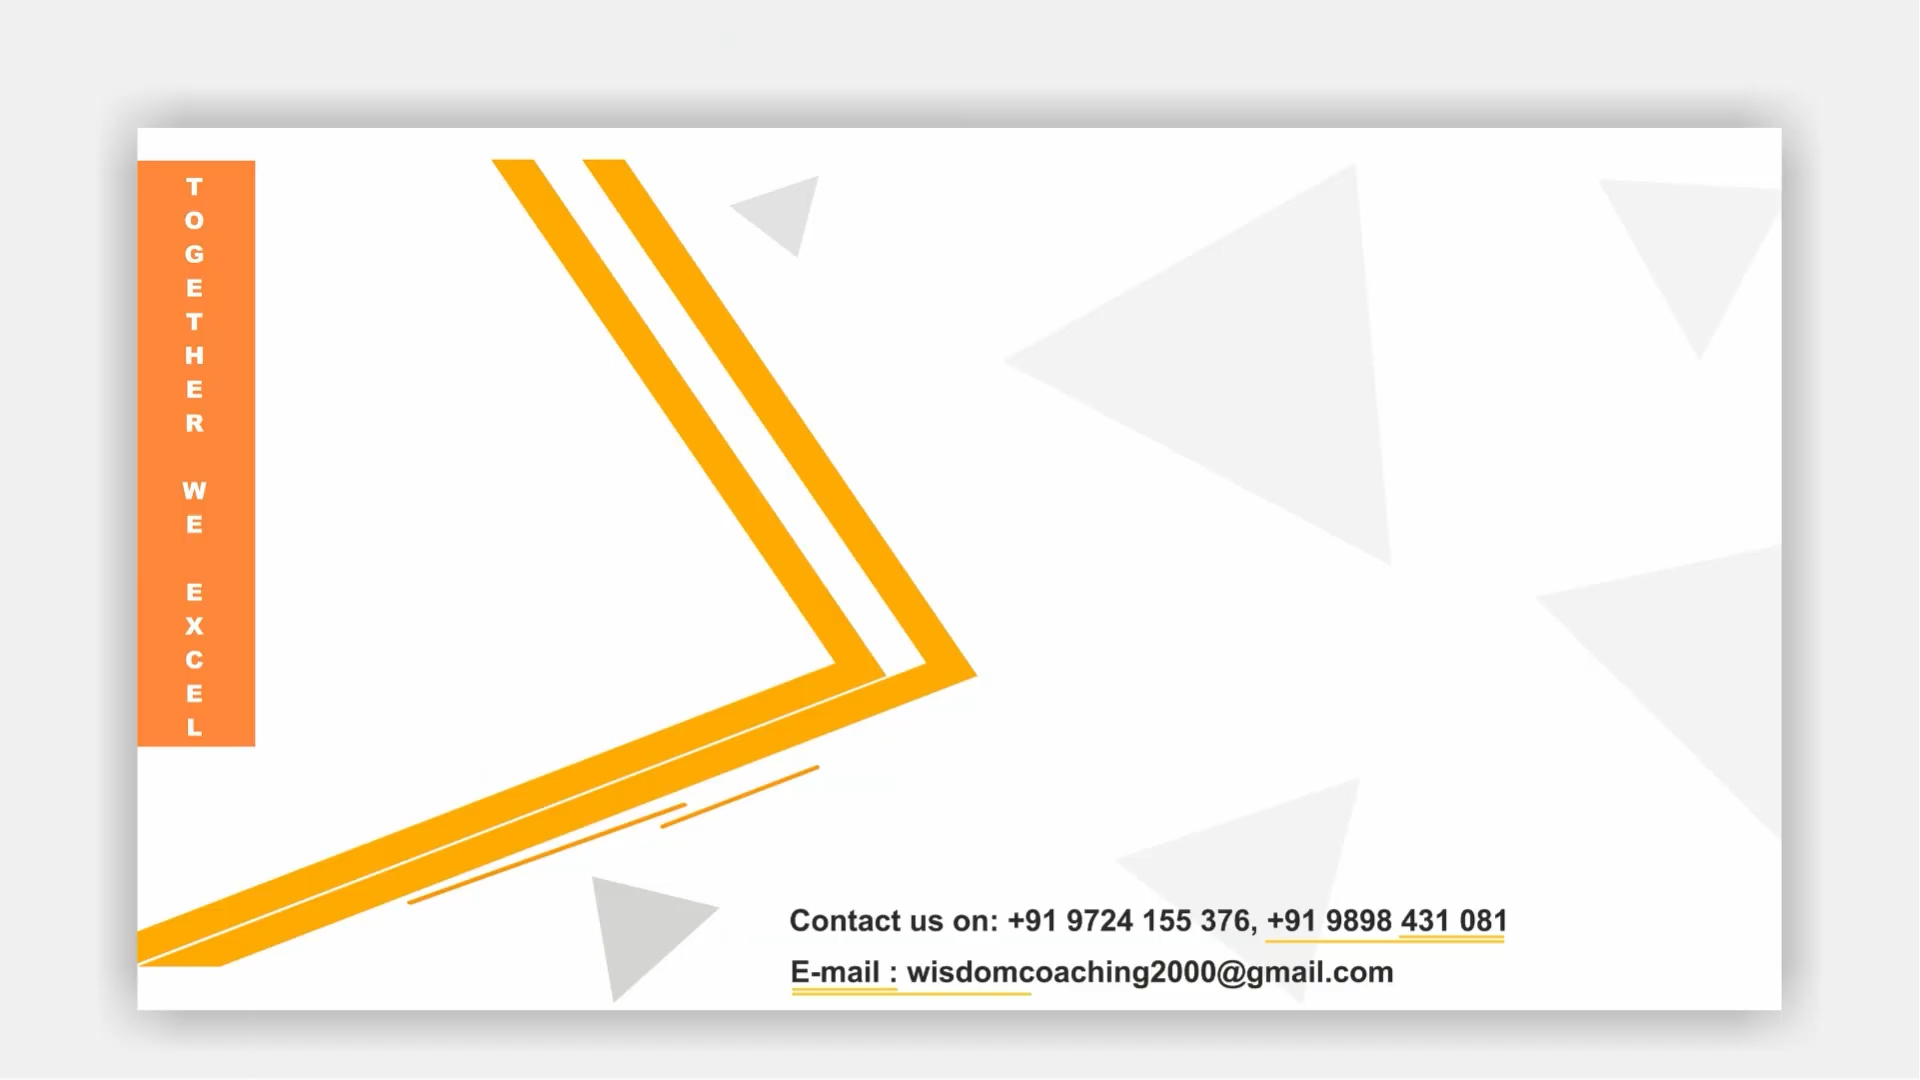 TOGETHER WE EXCEL
Contact us on: +91 9724 155 376, +91 9898 431 081
E-mail : wisdomcoaching2000@gmail.com